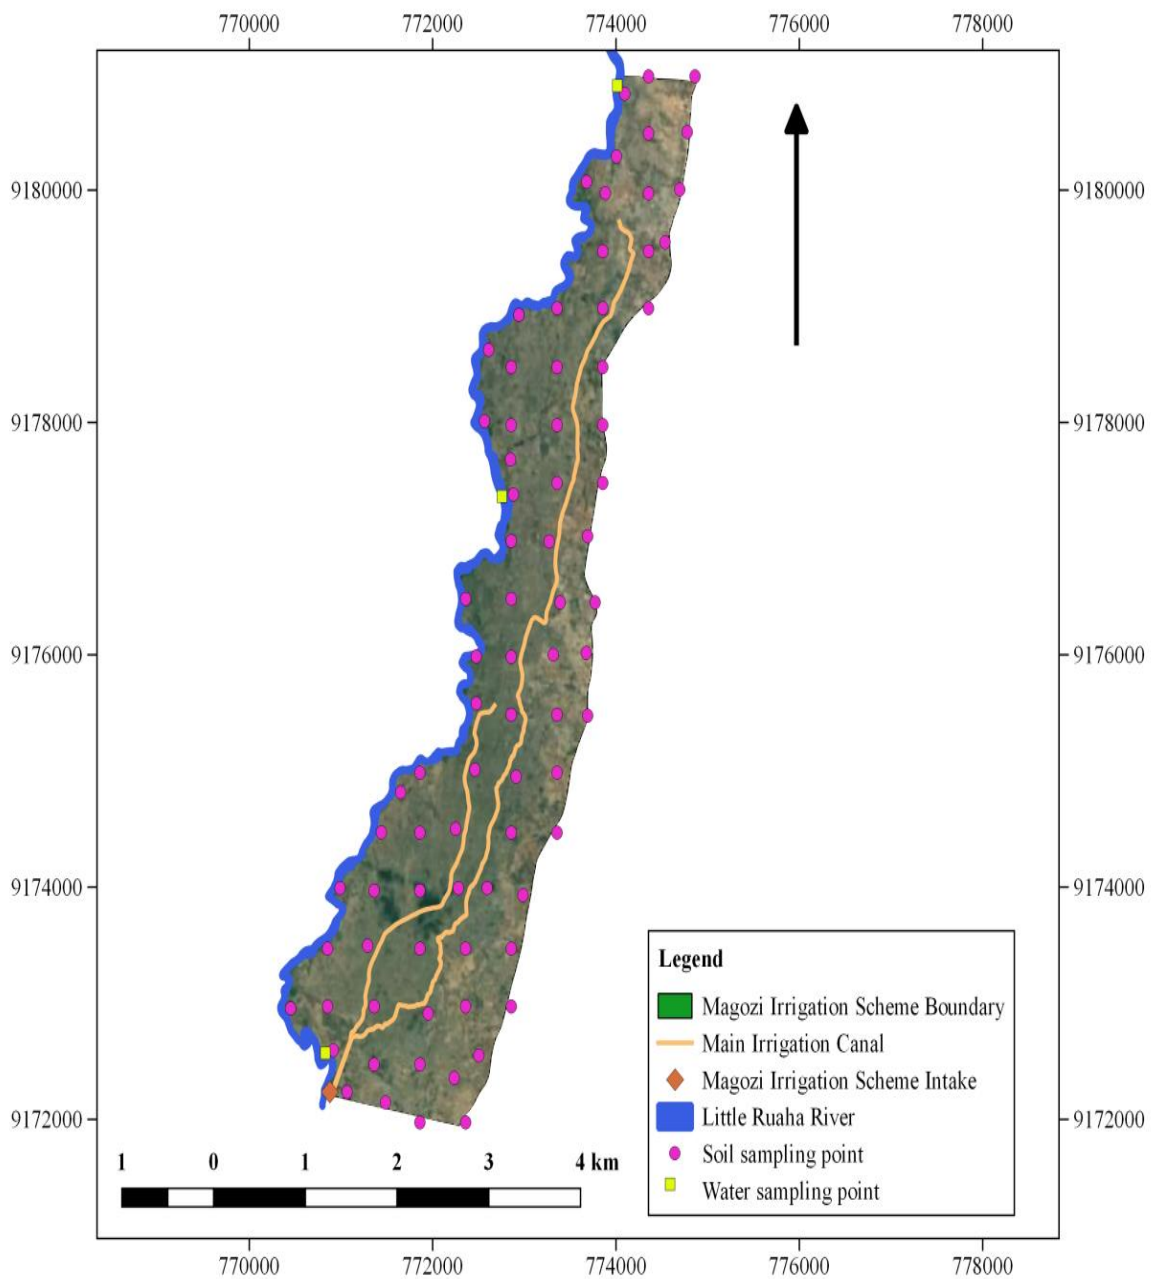 770000 772000 774000 776000 778000
9180000 9180000
9178000 9178000
9176000 9176000
9174000 9174000
Legend
Magozi Irrigation Scheme Boundary
Main Irrigation Canal
Magozi Irrigation Scheme Intake
Little Ruaha River
Soil sampling point
Water sampling point
9172000 9172000
1 0 1 2 3 4 km
770000 772000 774000 776000 778000